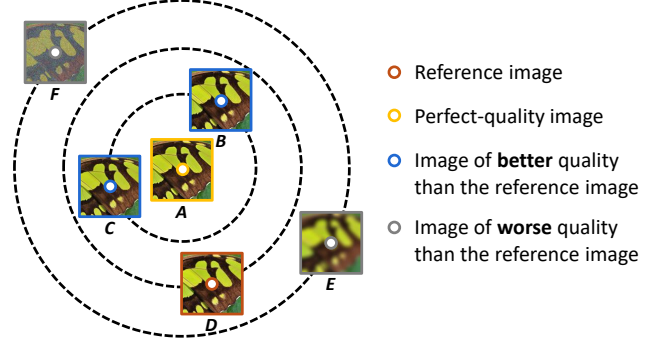 F
B
A
C
D
E
Reference image
Perfect-quality image
Image of better quality
than the reference image
Image of worse quality
than the reference image